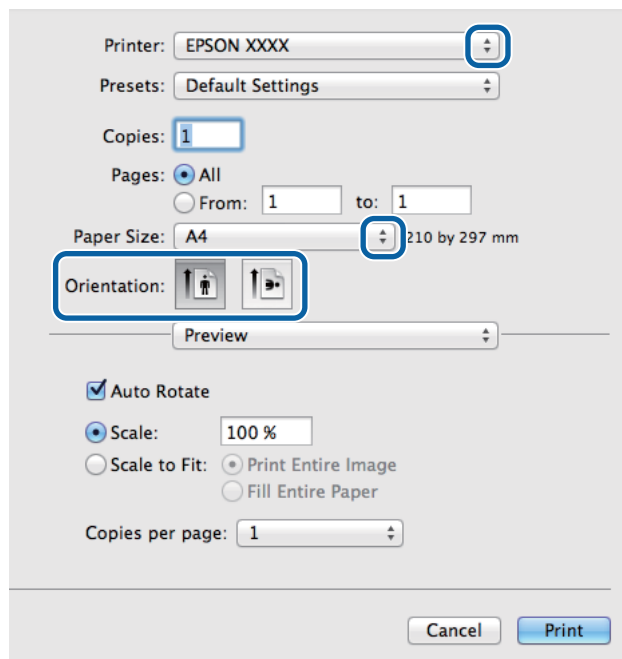 Printer: EPSON XXXX
Presets: Default Settings
Copies: 1
Pages: All
From: 1 to: 1
Paper Size: A4 210 by 297 mm
Orientation:
Preview
Auto Rotate
Scale: 100 %
Scale to Fit: Print Entire Image
Fill Entire Paper
Copies per page: 1
Cancel Print